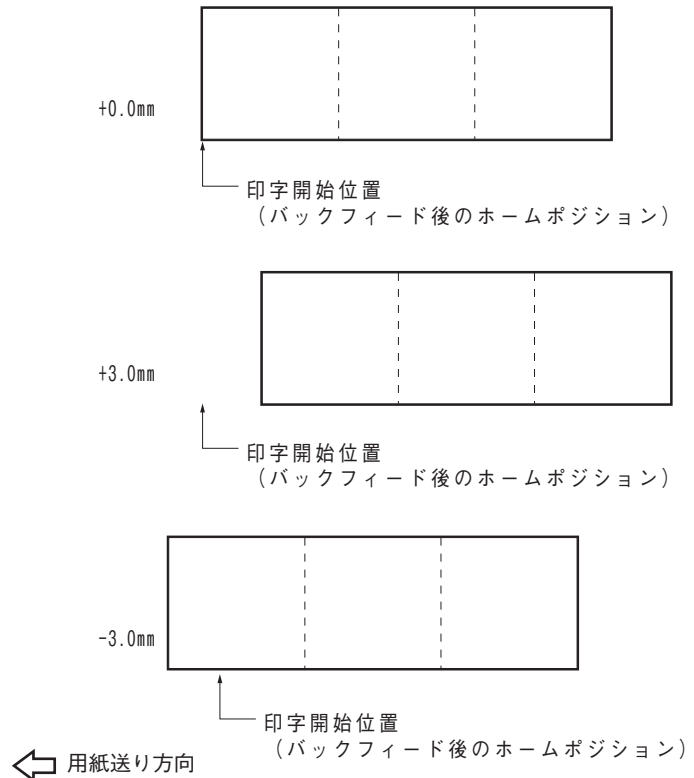 +0.0mm
印字開始位置
（バックフィード後のホームポジション）
+3.0mm
印字開始位置
（バックフィード後のホームポジション）
-3.0mm
印字開始位置
（バックフィード後のホームポジション）
用紙送り方向